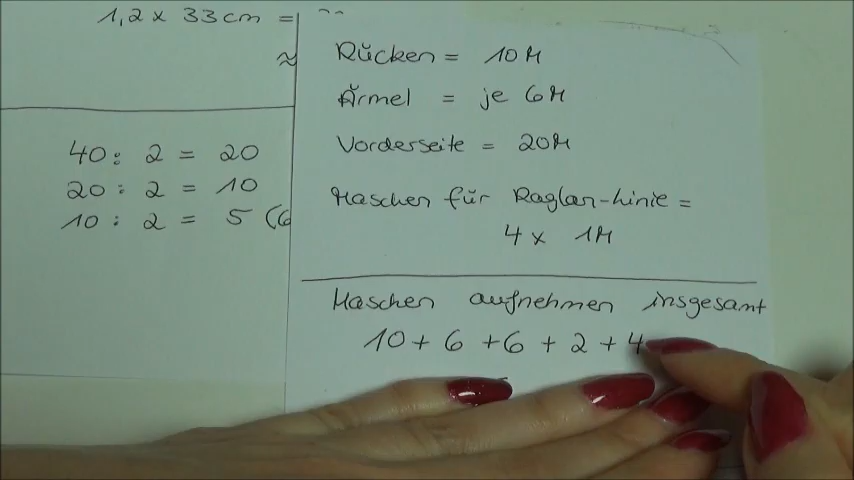 1,2 x 33cm =
≈
40 : 2 = 20
20 : 2 = 10
10 : 2 = 5 (6
Rücken = 10M
Ärmel = je 6M
Vorderseite = 20M
Maschen für Raglan-Linie =
4 x 1M
Maschen aufnehmen insgesamt
10 + 6 + 6 + 2 + 4